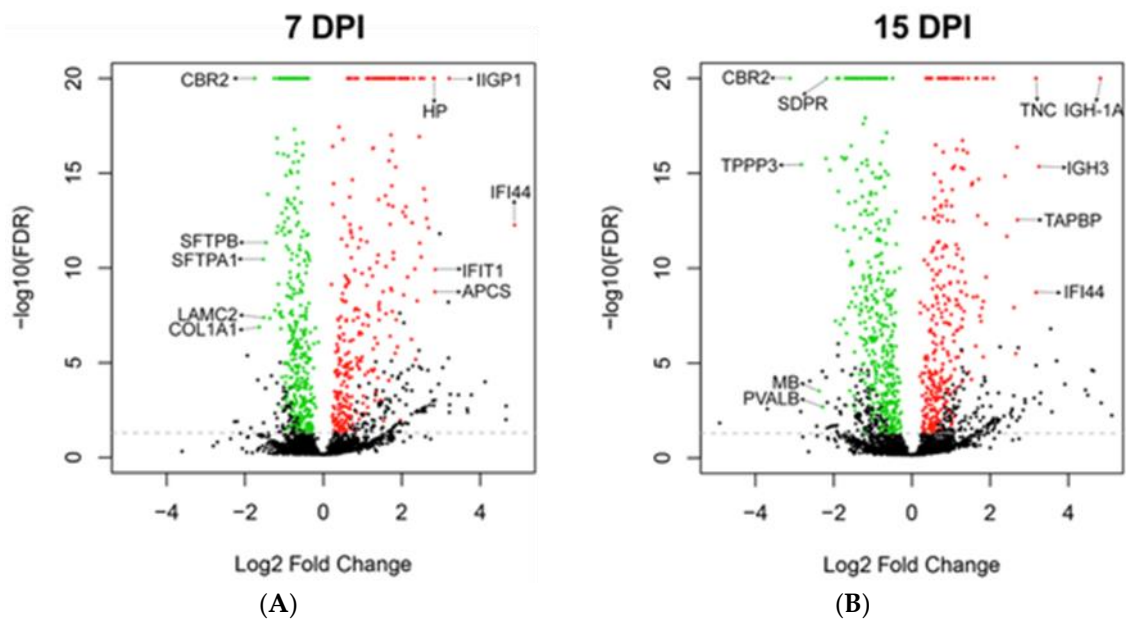 7 DPI
15 DPI
20
15
10
5
0
−log10(FDR)
CBR2
IIGP1
HP
IFI44
SFTPB
SFTPA1
IFIT1
APCS
LAMC2
COL1A1
−4
−2
0
2
4
Log2 Fold Change
(A)
20
15
10
5
0
−log10(FDR)
CBR2
SDPR
TNC
IGH-1A
TPPP3
IGH3
TAPBP
IFI44
MB
PVALB
−4
−2
0
2
4
Log2 Fold Change
(B)